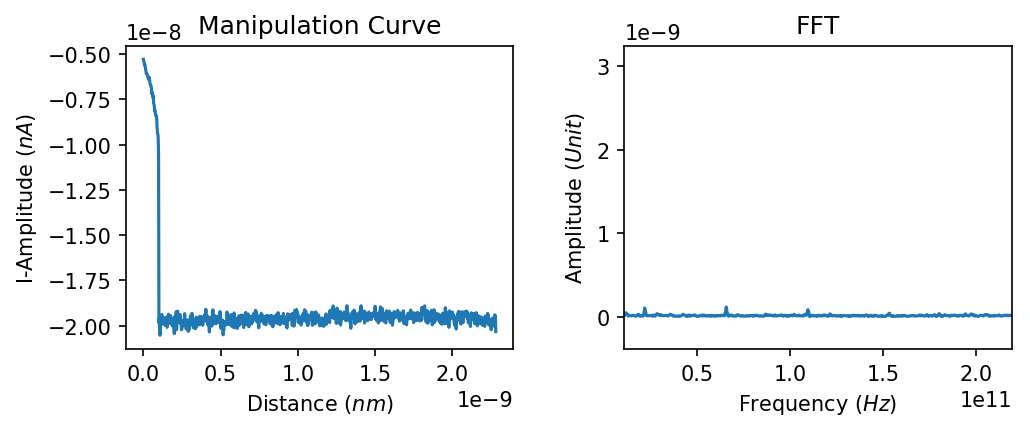 Manipulation Curve
1e−8
−0.50
−0.75
−1.00
−1.25
−1.50
−1.75
−2.00
I-Amplitude (nA)
0.0 0.5 1.0 1.5 2.0
1e−9
Distance (nm)
FFT
1e−9
3
2
1
0
Amplitude (Unit)
0.5 1.0 1.5 2.0
1e11
Frequency (Hz)